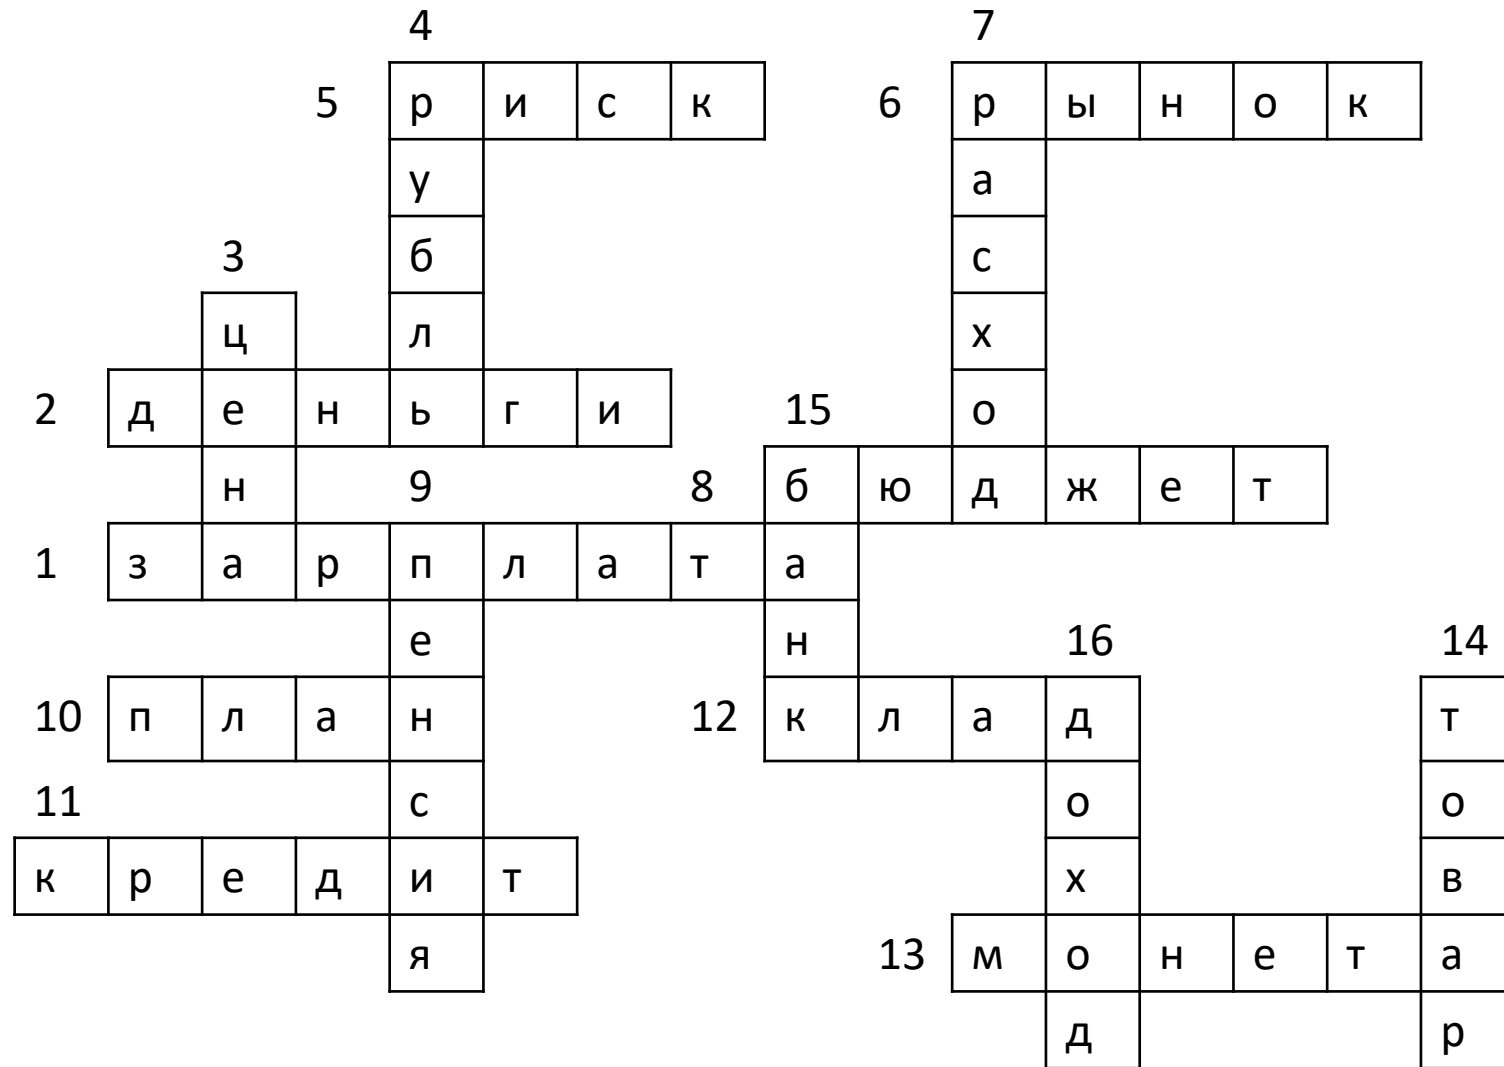 4 7
5 р и с к 6 р ы н о к
у а
3 б с
ц л х
2 д е н ь г и 15 о
н 9 8 б ю д ж е т
1 з а р п л а т а
е н 16 14
10 п л а н 12 к л а д т
11 с о о
к р е д и т х в
я 13 м о н е т а
д р